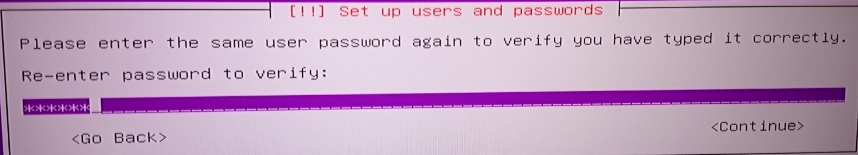 [!!] Set up users and passwords
Please enter the same user password again to verify you have typed it correctly.
Re-enter password to verify:
******
<Go Back>
<Continue>